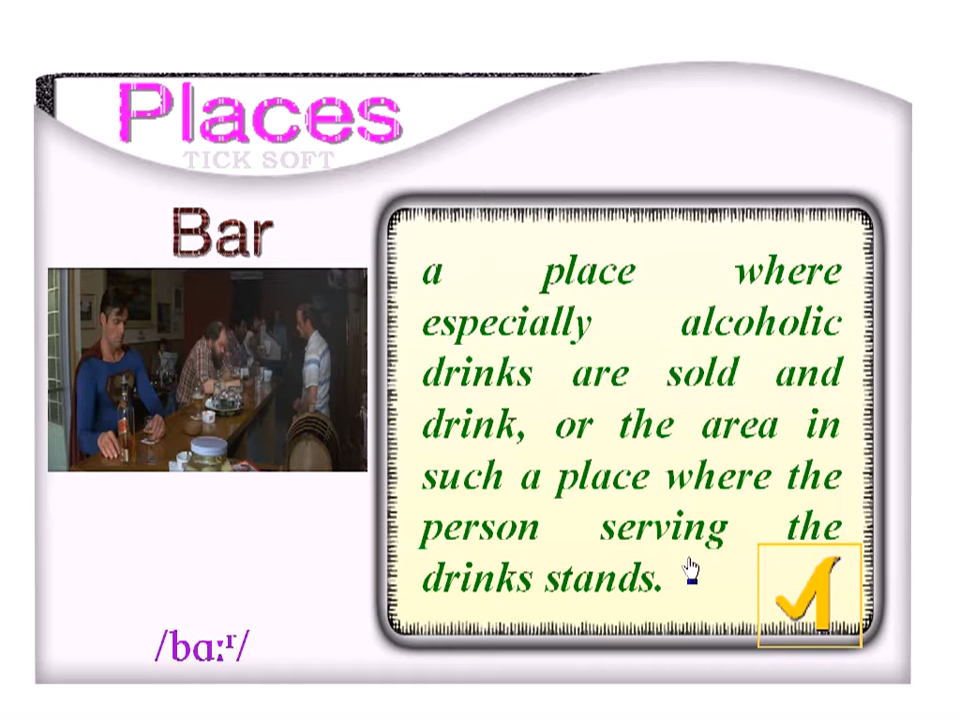 Places
TICK SOFT
Bar
a place where
especially alcoholic
drinks are sold and
drink, or the area in
such a place where the
person serving the
drinks stands.
/bɑːʳ/